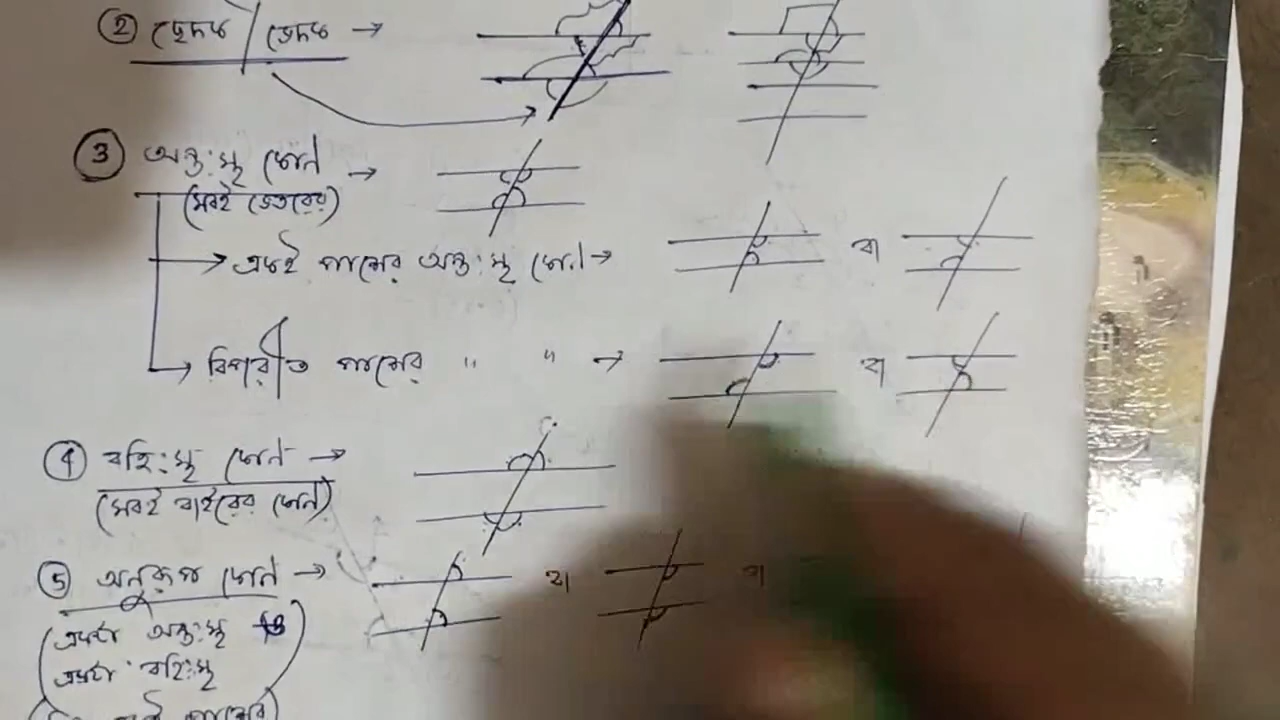 ② ছেদক / ভেদক →
③ অন্ত:স্থ কোন →
(সবই ভেতরের)
→ একই পাশের অন্ত:স্থ কোন → বা
→ বিপরীত পাশের " " → বা
④ বহি:স্থ কোন →
(সবই বাইরের কোন)
⑤ অনুরূপ কোন → বা বা
(একটা অন্ত:স্থ ও
একটা বহি:স্থ
একই পাশের)